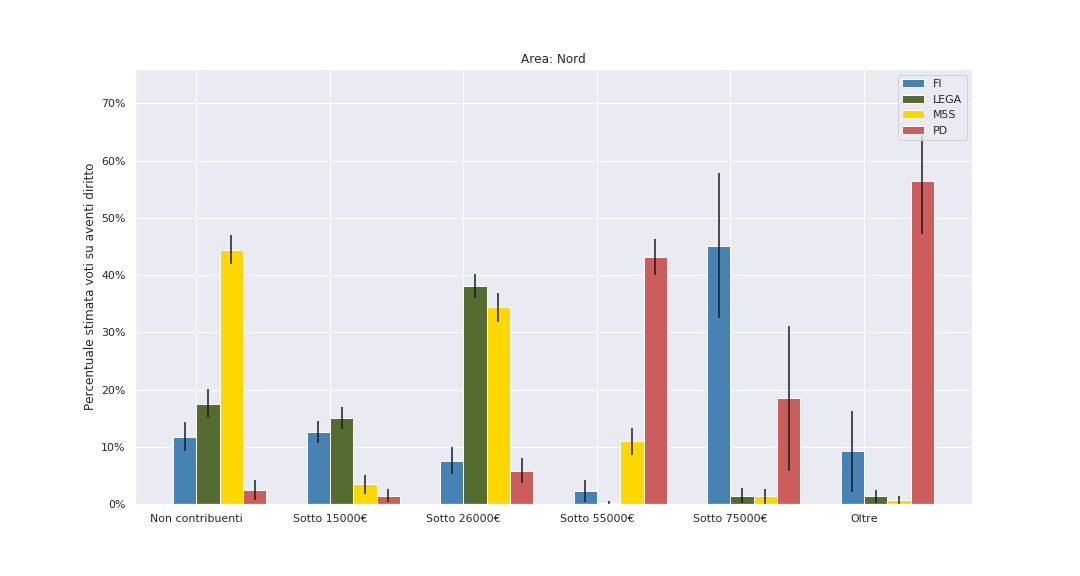 Area: Nord
FI
LEGA
M5S
PD
Percentuale stimata voti su aventi diritto
70%
60%
50%
40%
30%
20%
10%
0%
Non contribuenti
Sotto 15000€
Sotto 26000€
Sotto 55000€
Sotto 75000€
Oltre